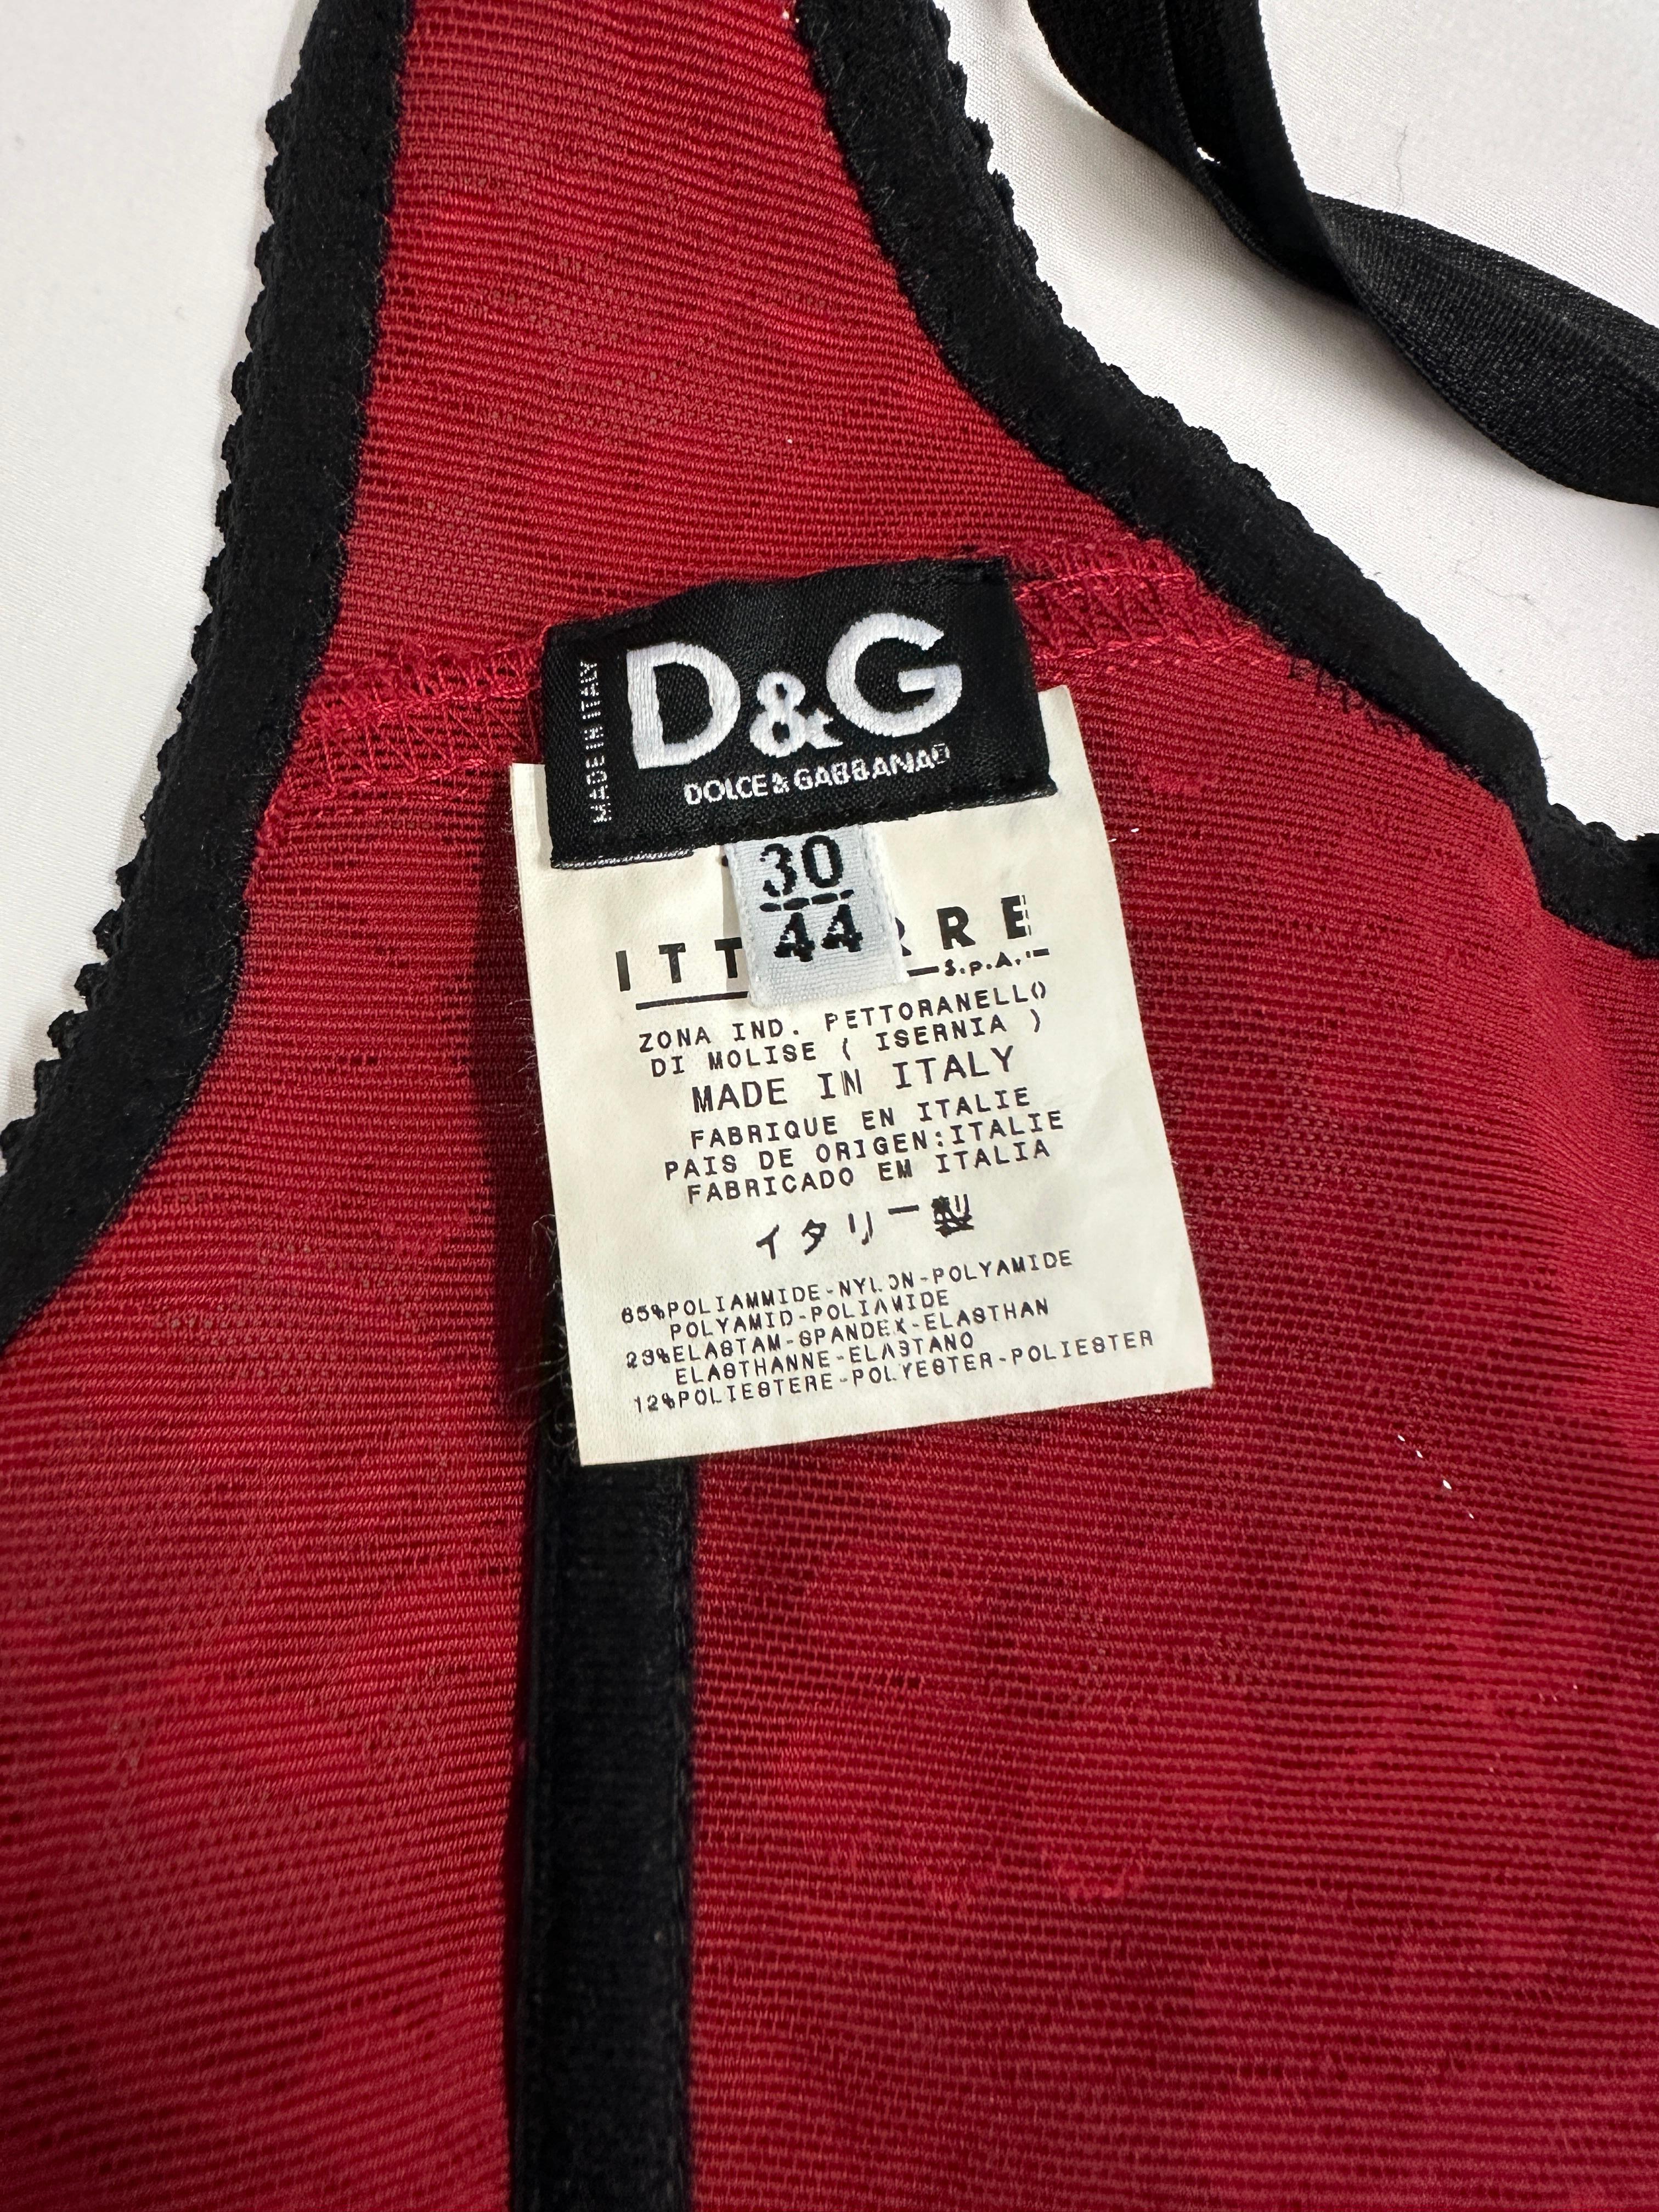 MADE IN ITALY
D&G
DOLCE & GABBANA®
30
44
ITT RRE
S.p.A.
ZONA IND. PETTORANELLO
DI MOLISE ( ISERNIA )
MADE IN ITALY
FABRIQUE EN ITALIE
PAIS DE ORIGEN:ITALIE
FABRICADO EM ITALIA
イタリー製
65%POLIAMMIDE-NYLON-POLYAMIDE
POLYAMID-POLIAMIDE
23%ELASTAM-SPANDEX-ELASTHAN
ELASTHANNE-ELASTANO
12%POLIESTERE-POLYESTER-POLIESTER